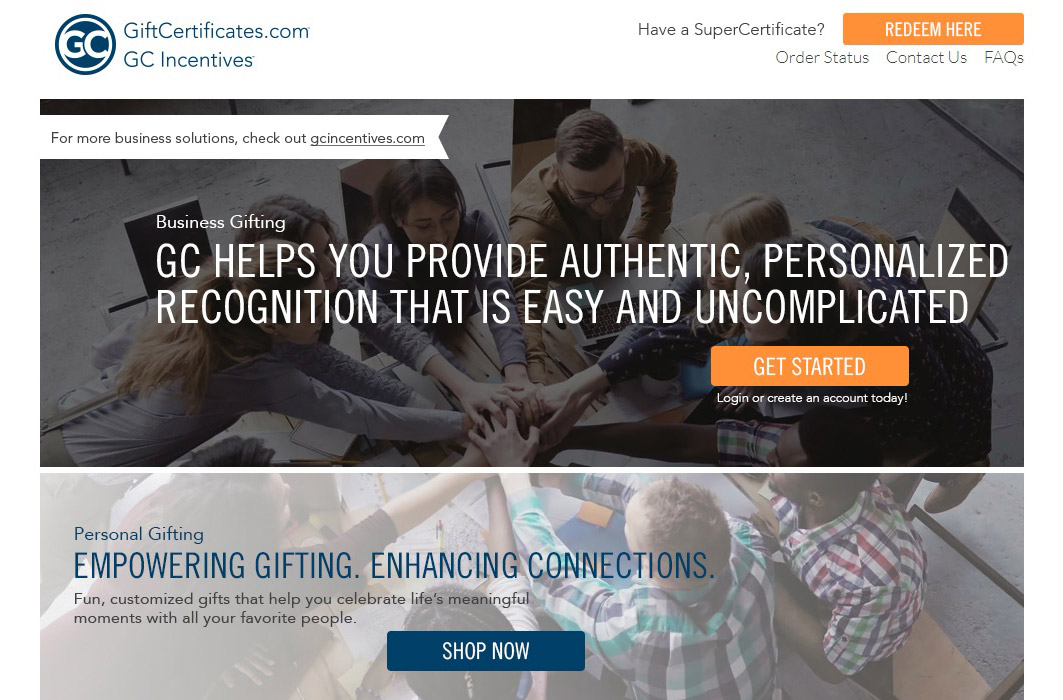 GC
GiftCertificates.com
GC Incentives
Have a SuperCertificate?
REDEEM HERE
Order Status
Contact Us
FAQs
For more business solutions, check out gcincentives.com
Business Gifting
GC HELPS YOU PROVIDE AUTHENTIC, PERSONALIZED
RECOGNITION THAT IS EASY AND UNCOMPLICATED
GET STARTED
Login or create an account today!
Personal Gifting
EMPOWERING GIFTING. ENHANCING CONNECTIONS.
Fun, customized gifts that help you celebrate life's meaningful
moments with all your favorite people.
SHOP NOW